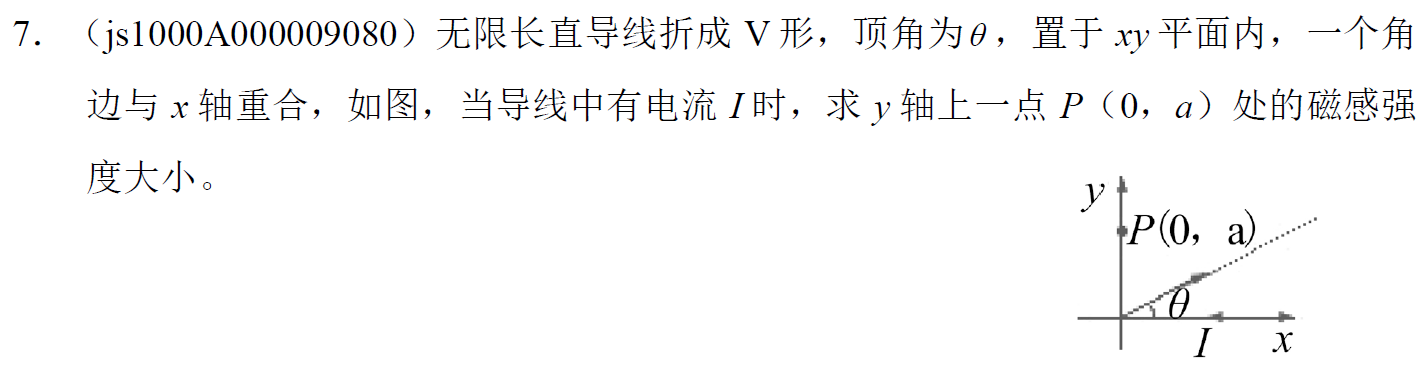 7. （js1000A000009080）无限长直导线折成 V 形，顶角为θ，置于 xy 平面内，一个角
边与 x 轴重合，如图，当导线中有电流 I 时，求 y 轴上一点 P（0，a）处的磁感强
度大小。
y
P(0，a)
θ
I
x